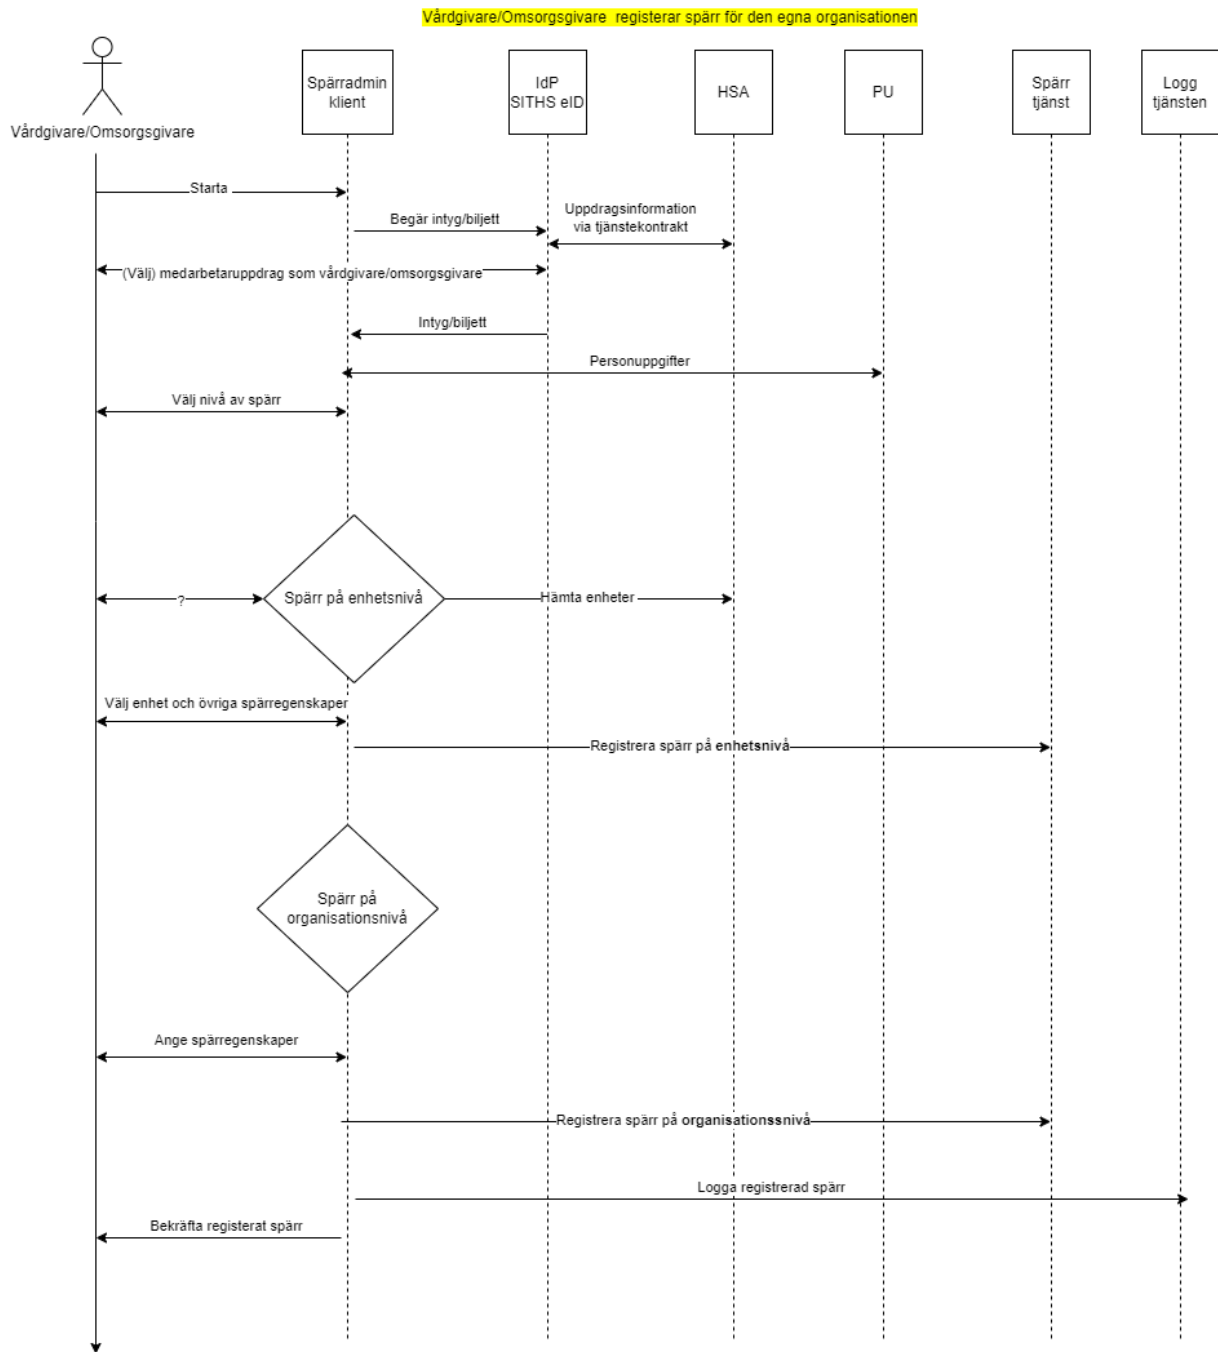 Vårdgivare/Omsorgsgivare registerar spärr för den egna organisationen
Vårdgivare/Omsorgsgivare
Spärradmin
klient
IdP
SITHS eID
HSA
PU
Spärr
tjänst
Logg
tjänsten
Starta
Begär intyg/biljett
Uppdragsinformation
via tjänstekontrakt
(Välj) medarbetaruppdrag som vårdgivare/omsorgsgivare
Intyg/biljett
Personuppgifter
Välj nivå av spärr
?
Spärr på enhetsnivå
Hämta enheter
Välj enhet och övriga spärregenskaper
Registrera spärr på enhetsnivå
Spärr på
organisationsnivå
Ange spärregenskaper
Registrera spärr på organisationssnivå
Logga registrerad spärr
Bekräfta registerat spärr